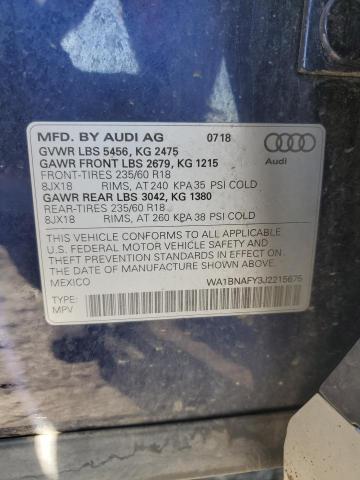 MFD. BY AUDI AG 07/18
GVWR LBS 5456, KG 2475
GAWR FRONT LBS 2679, KG 1215
FRONT-TIRES 235/60 R18
8JX18 RIMS, AT 240 KPA 35 PSI COLD
GAWR REAR LBS 3042, KG 1380
REAR-TIRES 235/60 R18
8JX18 RIMS, AT 260 KPA 38 PSI COLD
Audi
THIS VEHICLE CONFORMS TO ALL APPLICABLE
U.S. FEDERAL MOTOR VEHICLE SAFETY AND
THEFT PREVENTION STANDARDS IN EFFECT ON
THE DATE OF MANUFACTURE SHOWN ABOVE.
MEXICO
WA1BNAFY3J2215675
TYPE:
MPV